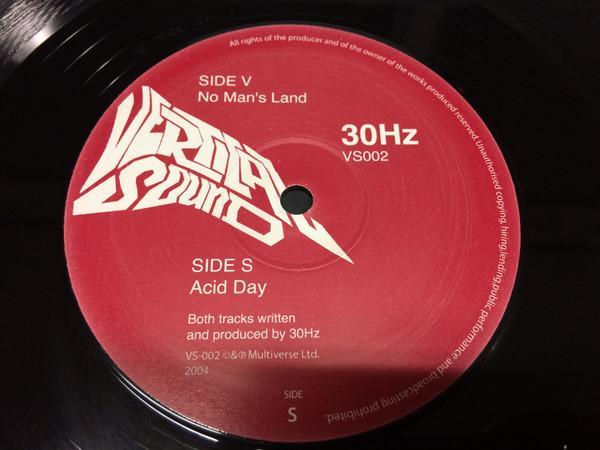 All rights of the producer and of the owner of the works produced reserved. Unauthorised copying, hiring, lending, public performance and broadcasting prohibited.
SIDE V
No Man's Land
30Hz
VS002
VERTICAL
SOUND
SIDE S
Acid Day
Both tracks written
and produced by 30Hz
VS-002 ©&℗ Multiverse Ltd.
2004
SIDE
S